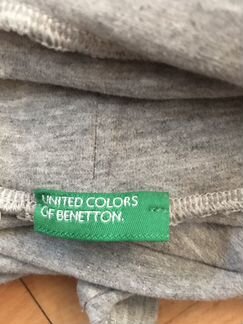 UNITED COLORS
OF BENETTON.